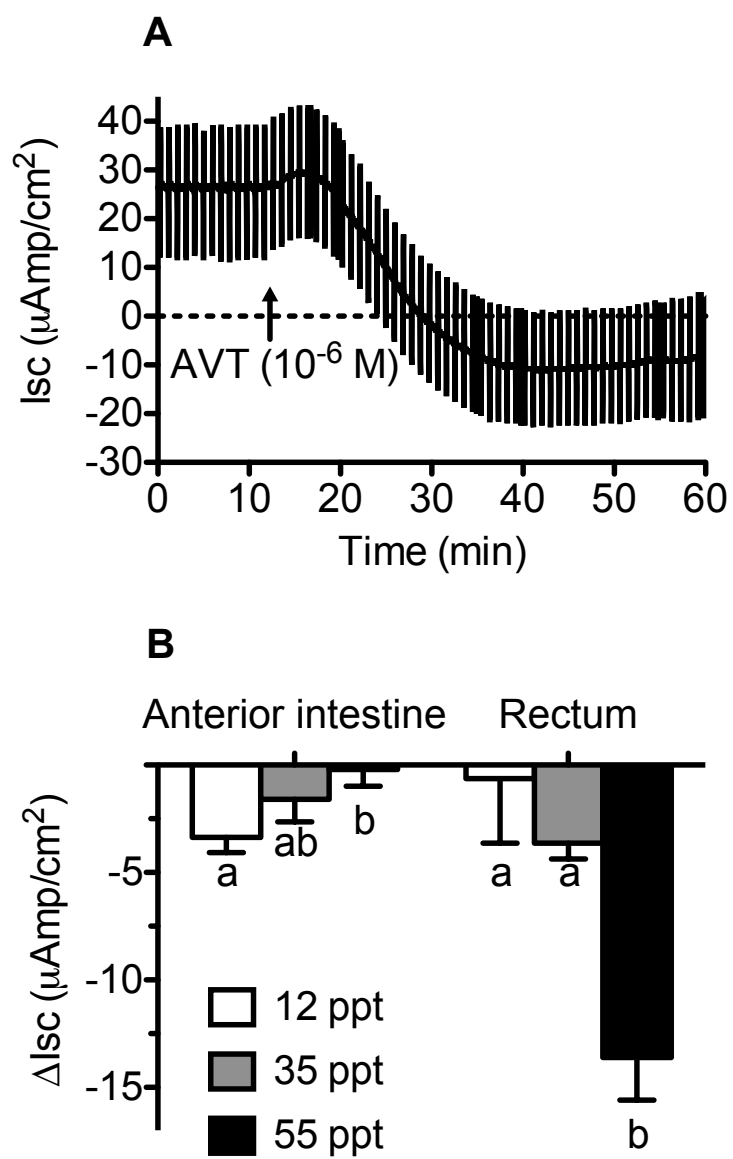 A
Isc (µAmp/cm²)
40
30
20
10
0
-10
-20
-30
AVT (10⁻⁶ M)
0 10 20 30 40 50 60
Time (min)
B
Anterior intestine Rectum
ΔIsc (µAmp/cm²)
-5
-10
-15
a ab b a a b
12 ppt
35 ppt
55 ppt